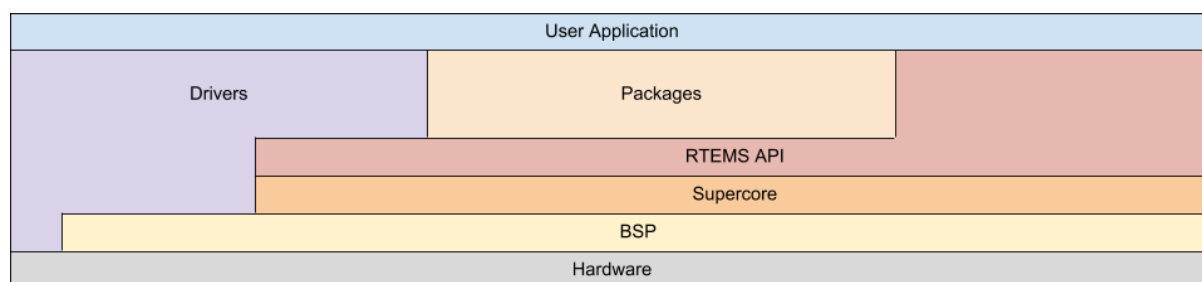 User Application
Drivers
Packages
RTEMS API
Supercore
BSP
Hardware